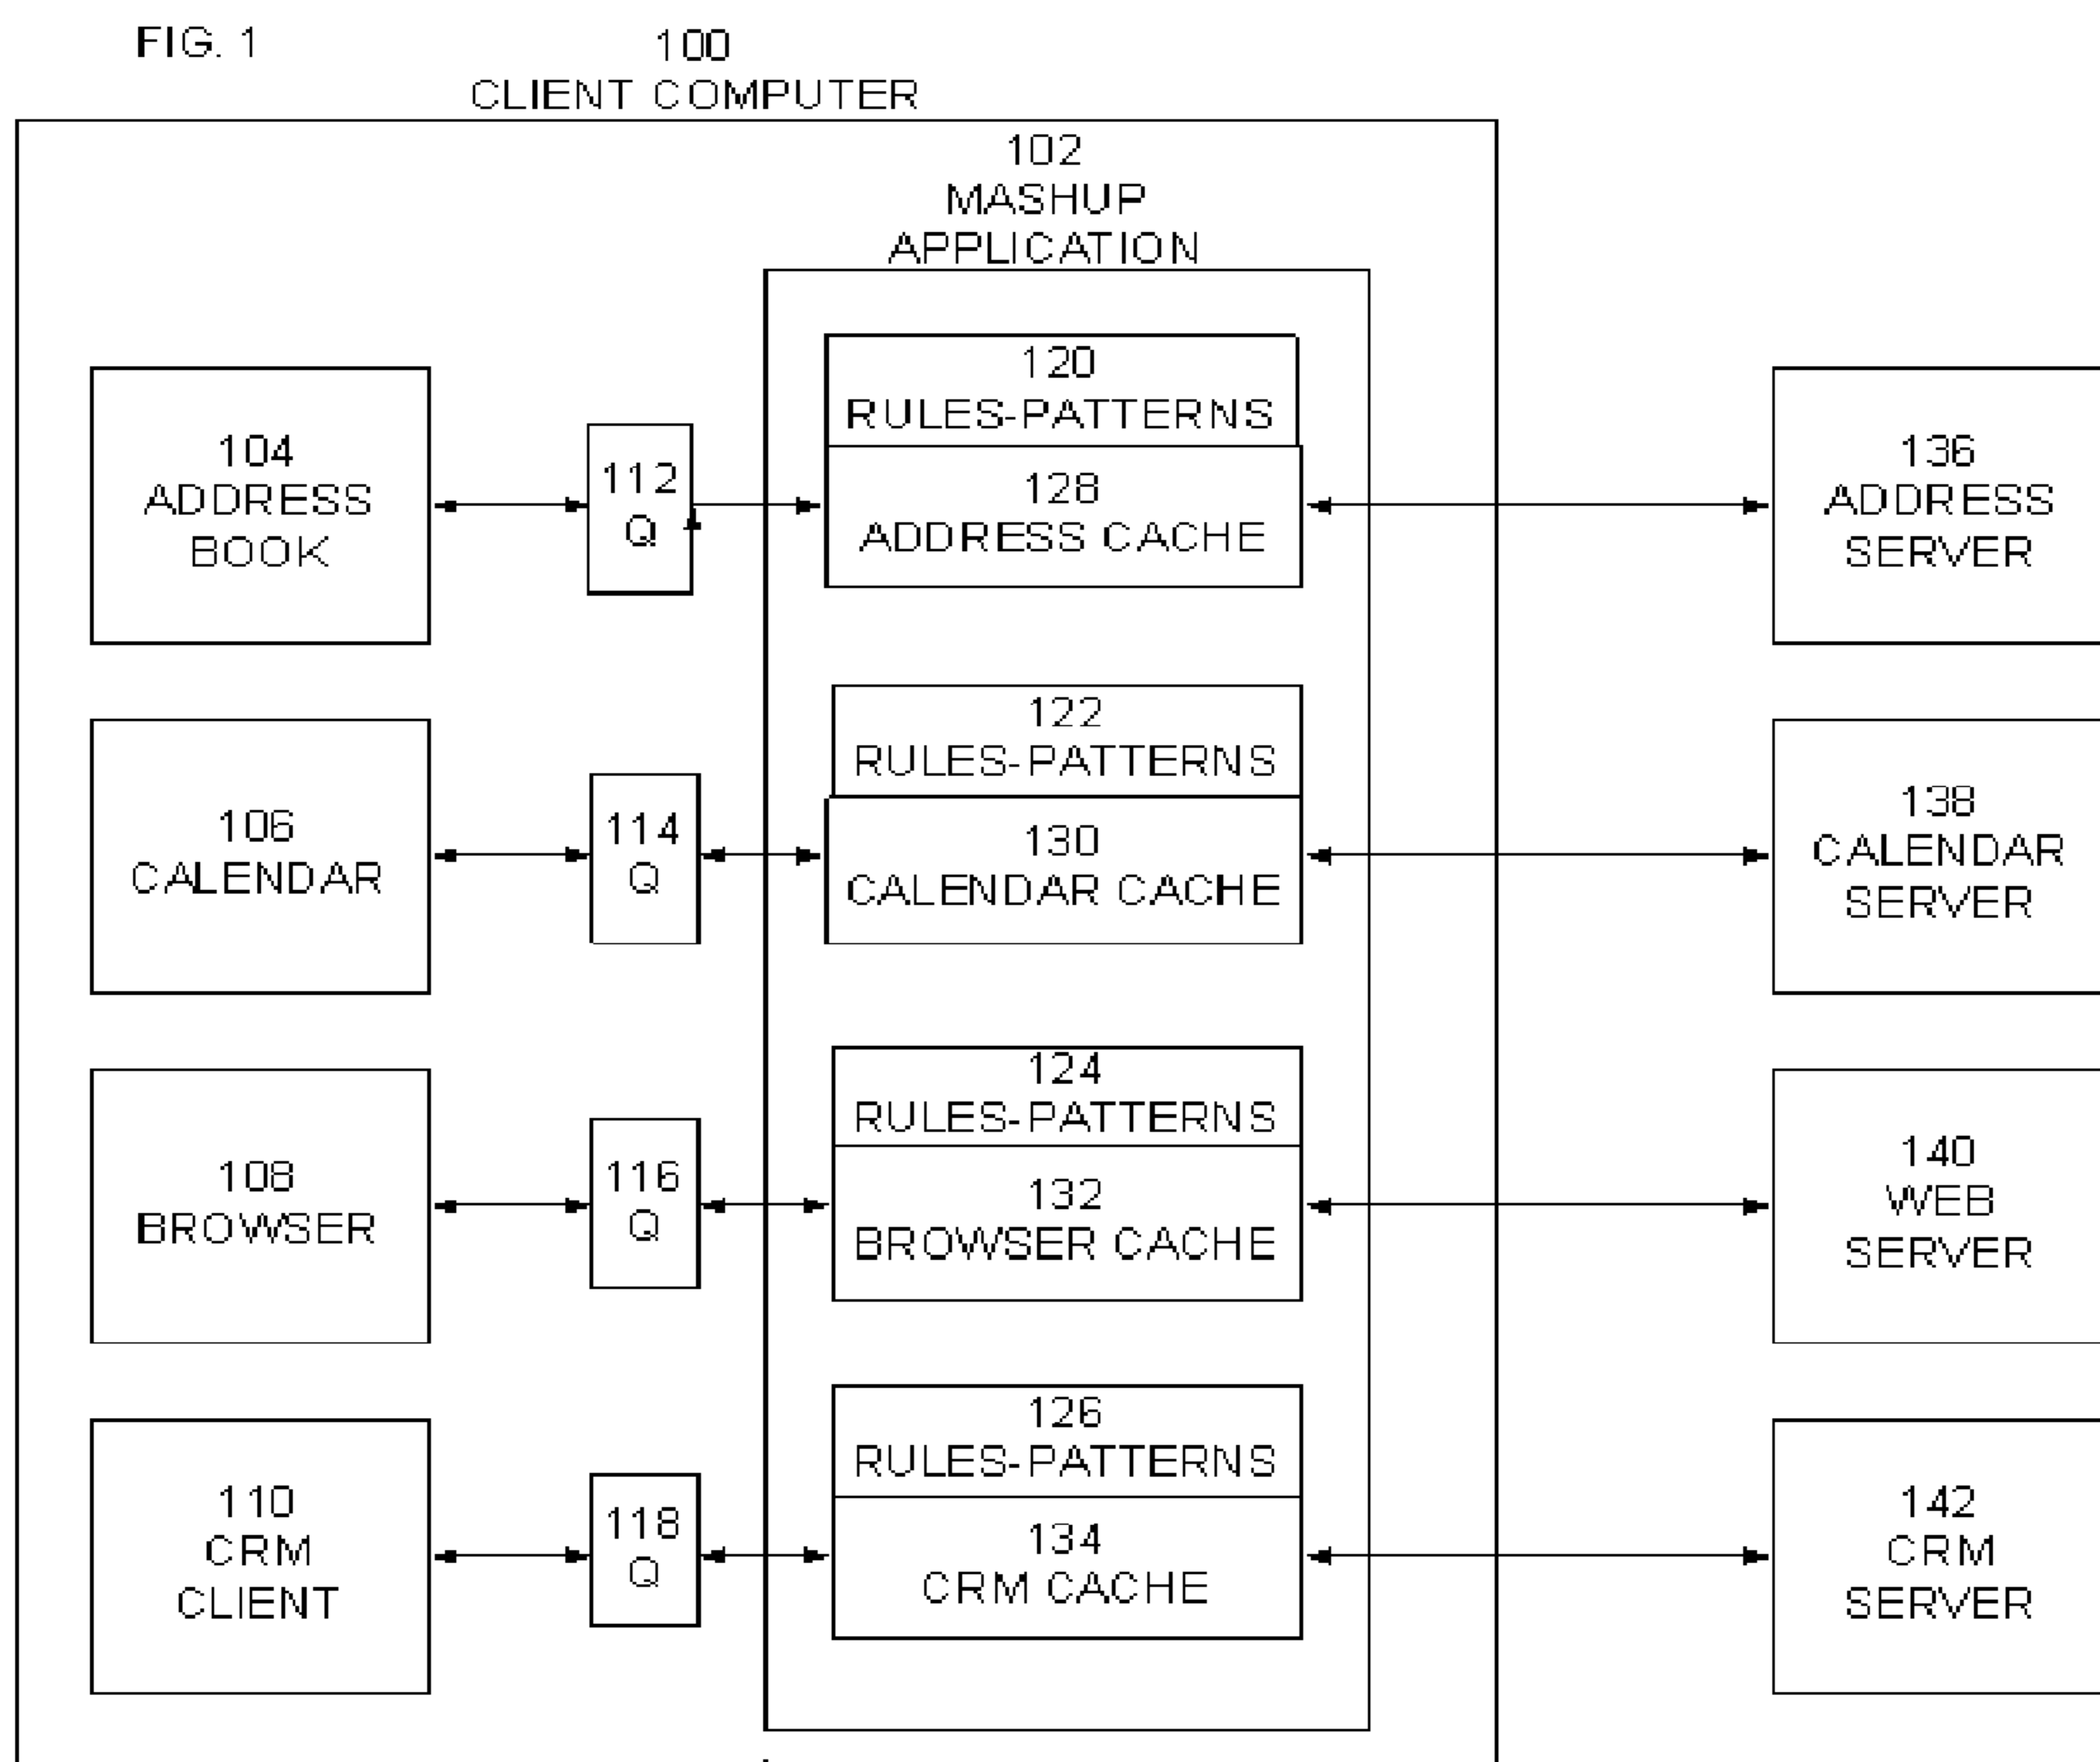 FIG. 1
100
CLIENT COMPUTER
102
MASHUP
APPLICATION
104
ADDRESS
BOOK
112
Q
120
RULES-PATTERNS
128
ADDRESS CACHE
136
ADDRESS
SERVER
106
CALENDAR
114
Q
122
RULES-PATTERNS
130
CALENDAR CACHE
138
CALENDAR
SERVER
108
BROWSER
116
Q
124
RULES-PATTERNS
132
BROWSER CACHE
140
WEB
SERVER
110
CRM
CLIENT
118
Q
126
RULES-PATTERNS
134
CRM CACHE
142
CRM
SERVER